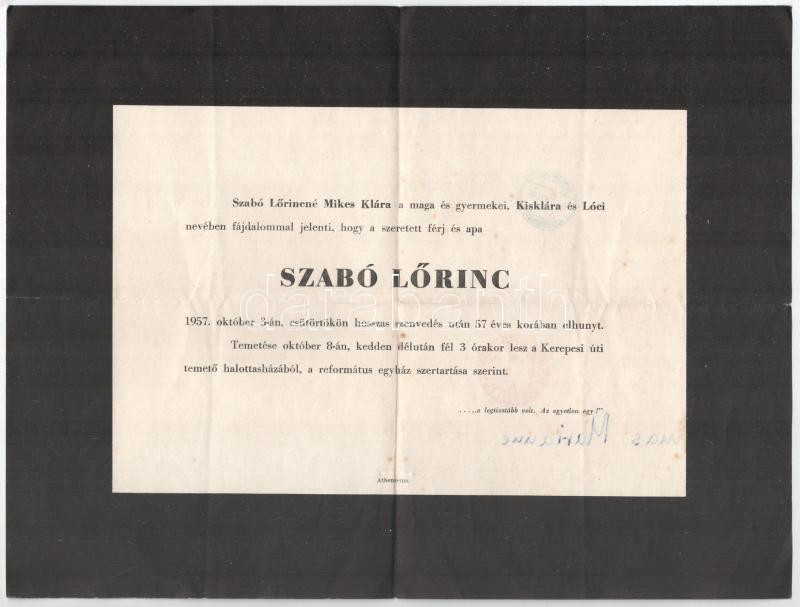 Szabó Lőrincné Mikes Klára a maga és gyermekei, Kisklára és Lóci
nevében fájdalommal jelenti, hogy a szeretett férj és apa
SZABÓ LŐRINC
1957. október 3-án, csütörtökön hosszas szenvedés után 57 éves korában elhunyt.
Temetése október 8-án, kedden délután fél 3 órakor lesz a Kerepesi úti
temető halottasházából, a református egyház szertartása szerint.
....„a legtisztább volt. Az egyetlen egy!”
Marianne
Athenaeum.